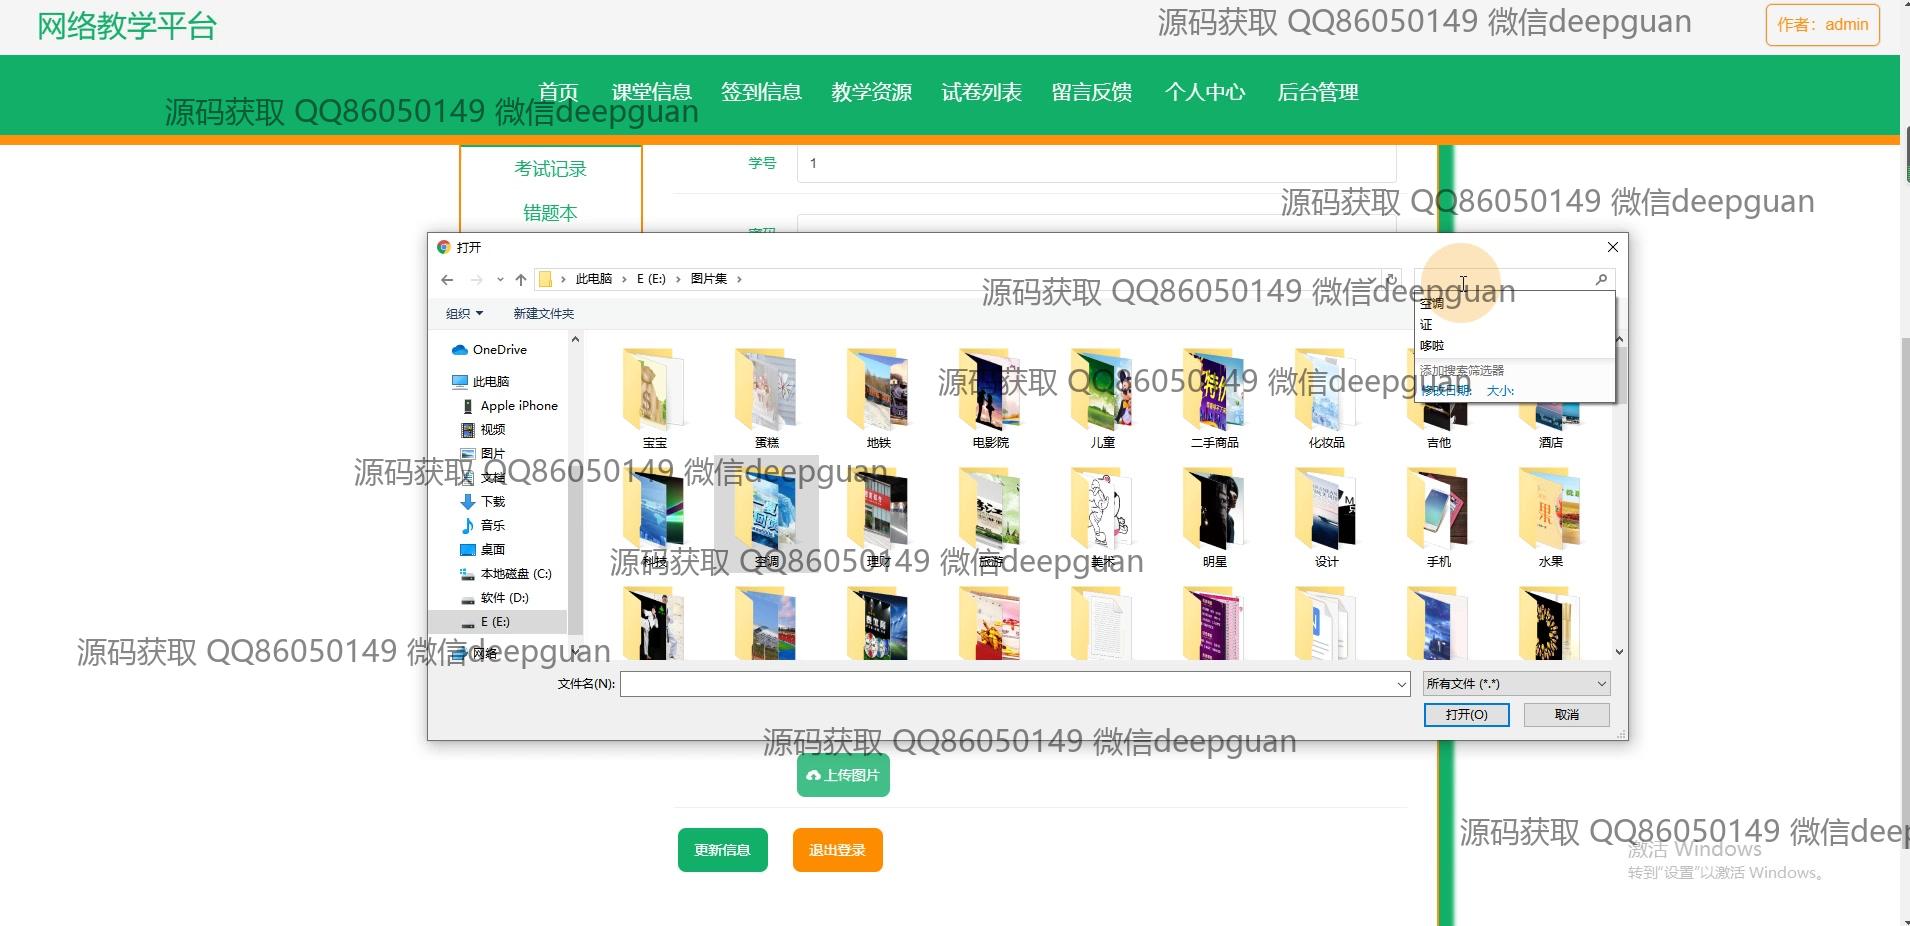 网络教学平台
源码获取 QQ86050149 微信deepguan
作者：admin
首页 课堂信息 签到信息 教学资源 试卷列表 留言反馈 个人中心 后台管理
源码获取 QQ86050149 微信deepguan
考试记录
学号 1
源码获取 QQ86050149 微信deepguan
错题本
密码
打开
此电脑 E (E:) 图片集
源码获取 QQ86050149 微信deepguan
空调
组织 新建文件夹
证
哆啦
OneDrive
添加搜索筛选器
修改日期: 大小:
源码获取 QQ86050149 微信deepguan
此电脑
Apple iPhone
视频
图片
文档
下载
音乐
桌面
本地磁盘 (C:)
软件 (D:)
E (E:)
网络
宝宝 蛋糕 地铁 电影院 儿童 二手商品 化妆品 吉他 酒店
源码获取 QQ86050149 微信deepguan
特价
科技 空调 理财 旅游 美术 明星 设计 手机 水果
源码获取 QQ86050149 微信deepguan
源码获取 QQ86050149 微信deepguan
文件名(N): 所有文件 (*.*)
打开(O) 取消
源码获取 QQ86050149 微信deepguan
上传图片
源码获取 QQ86050149 微信deep
更新信息 退出登录
激活 Windows
转到“设置”以激活 Windows。